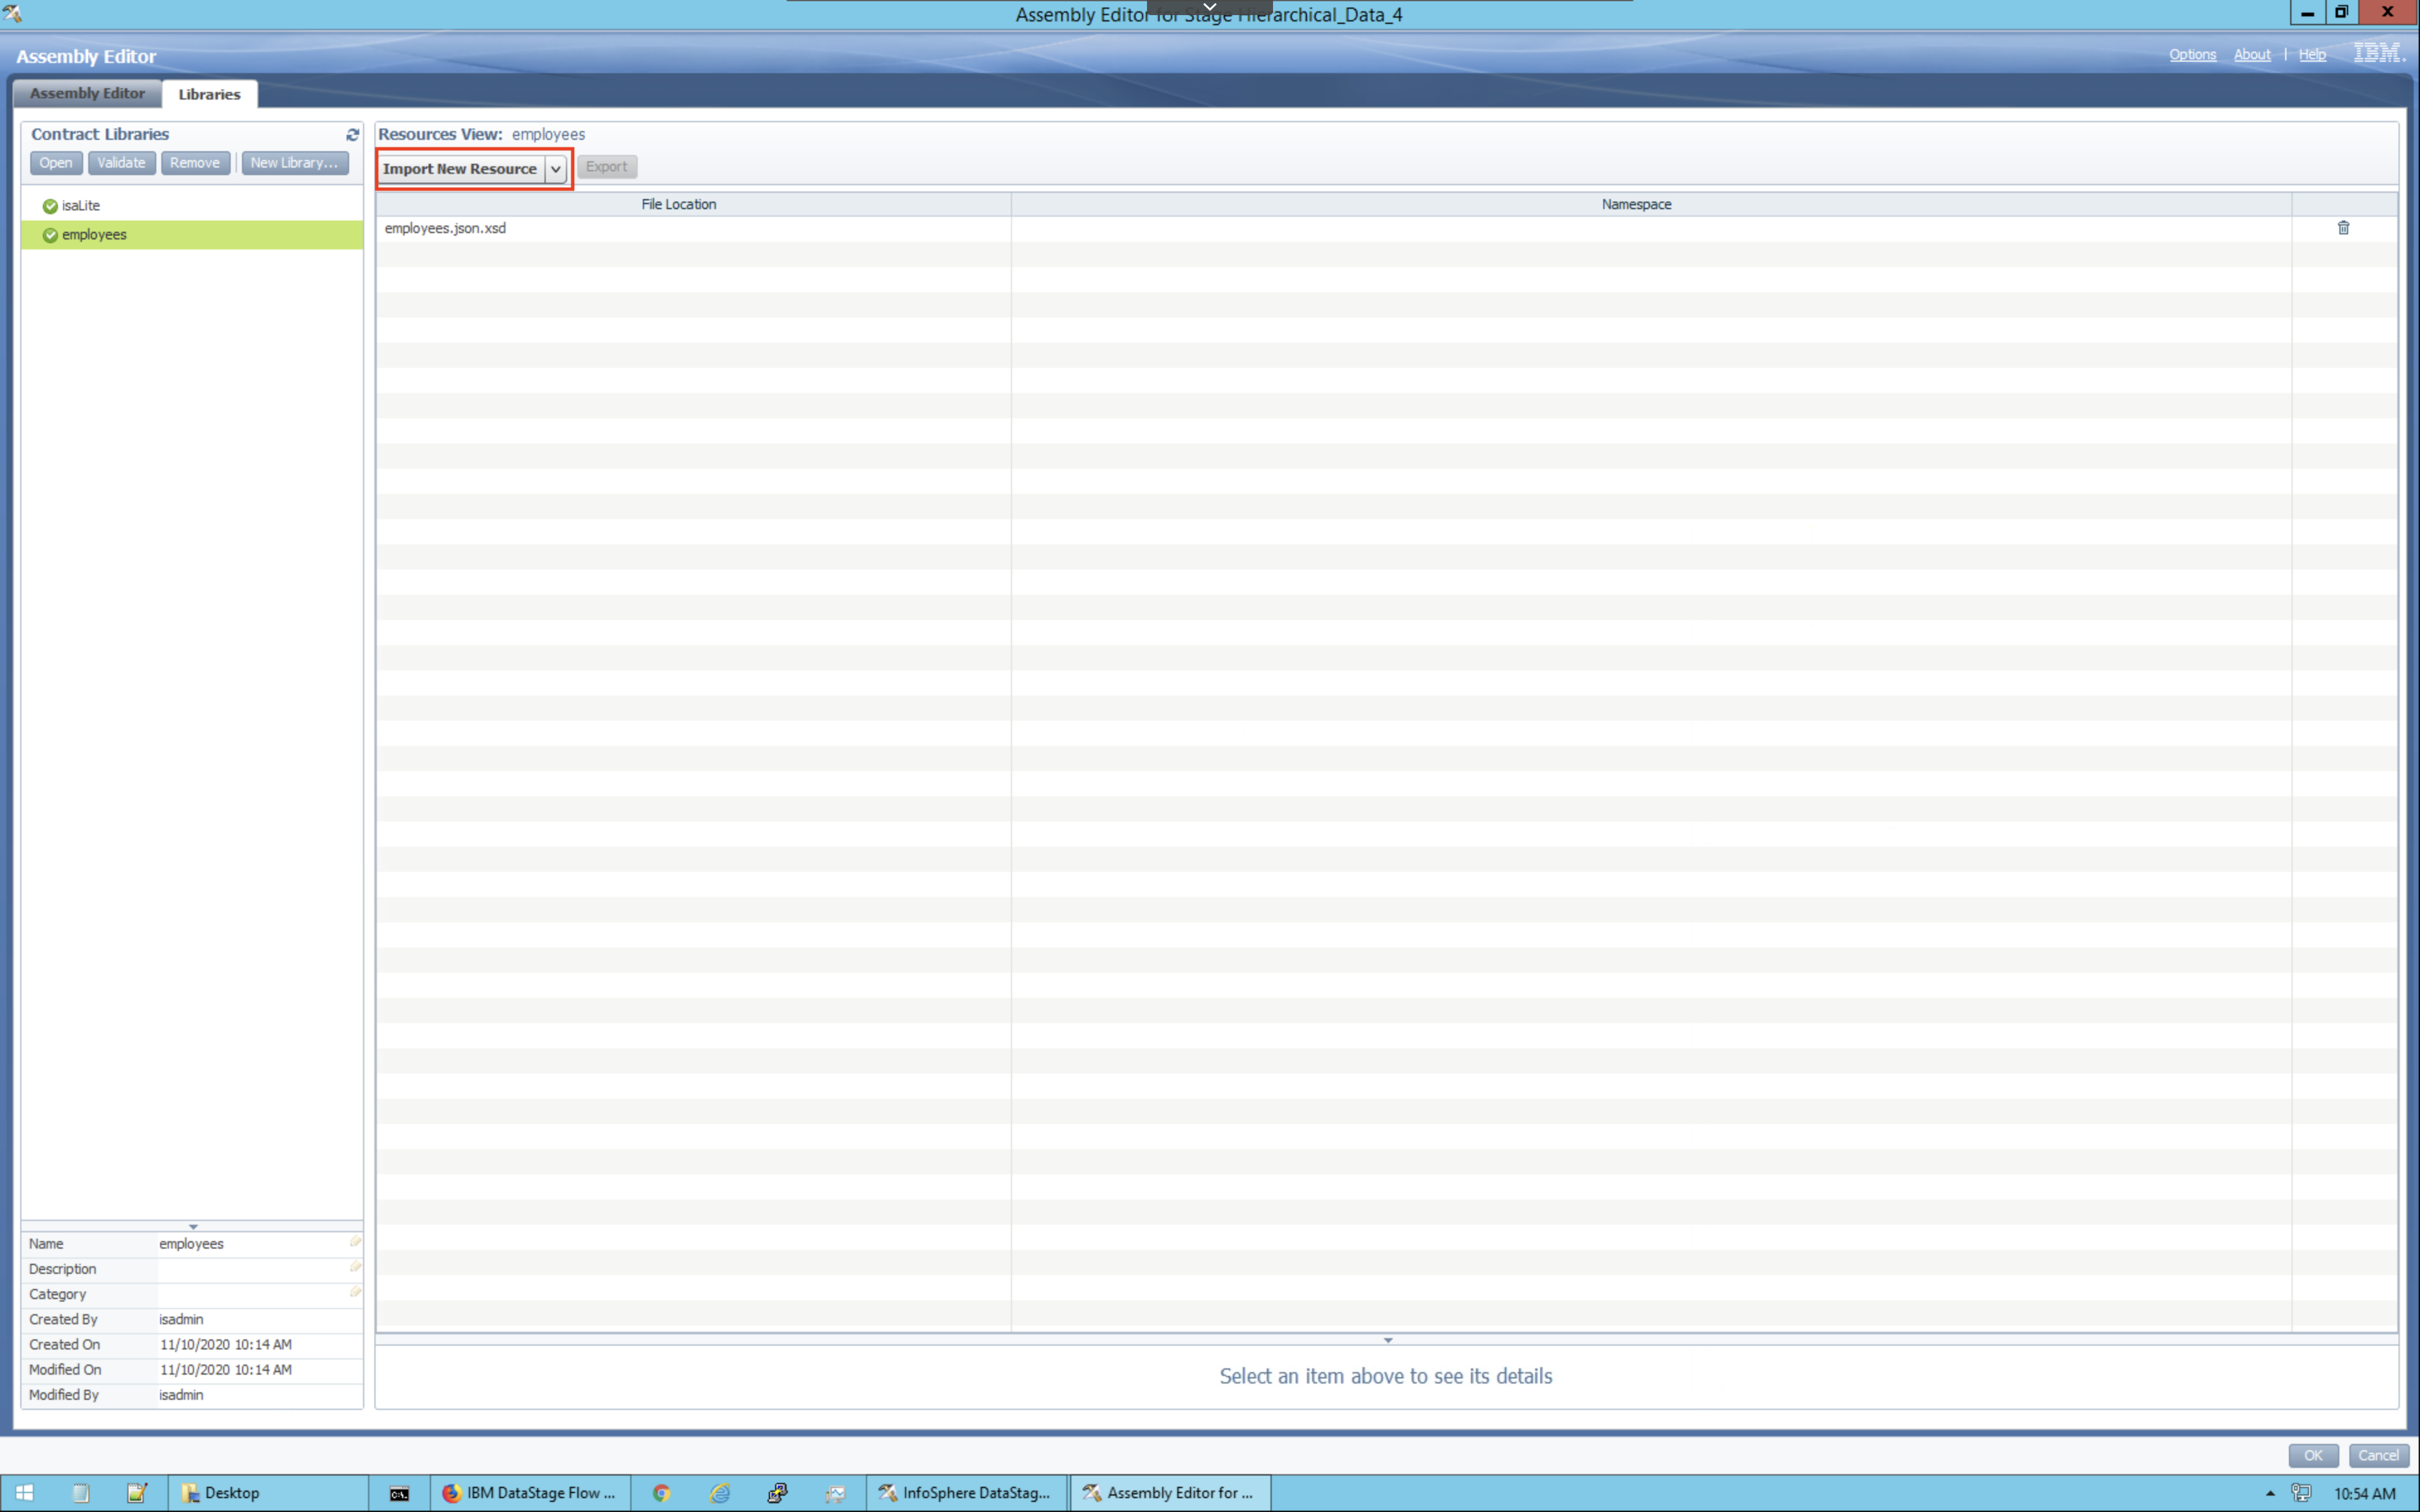 Assembly Editor for Stage Hierarchical_Data_4
Assembly Editor
Options About | Help IBM.
Assembly Editor Libraries
Contract Libraries
Open Validate Remove New Library...
isaLite
employees
Resources View: employees
Import New Resource Export
File Location Namespace
employees.json.xsd
Name employees
Description
Category
Created By isadmin
Created On 11/10/2020 10:14 AM
Modified On 11/10/2020 10:14 AM
Modified By isadmin
Select an item above to see its details
OK Cancel
Desktop C:\. IBM DataStage Flow ... InfoSphere DataStag... Assembly Editor for ... 10:54 AM